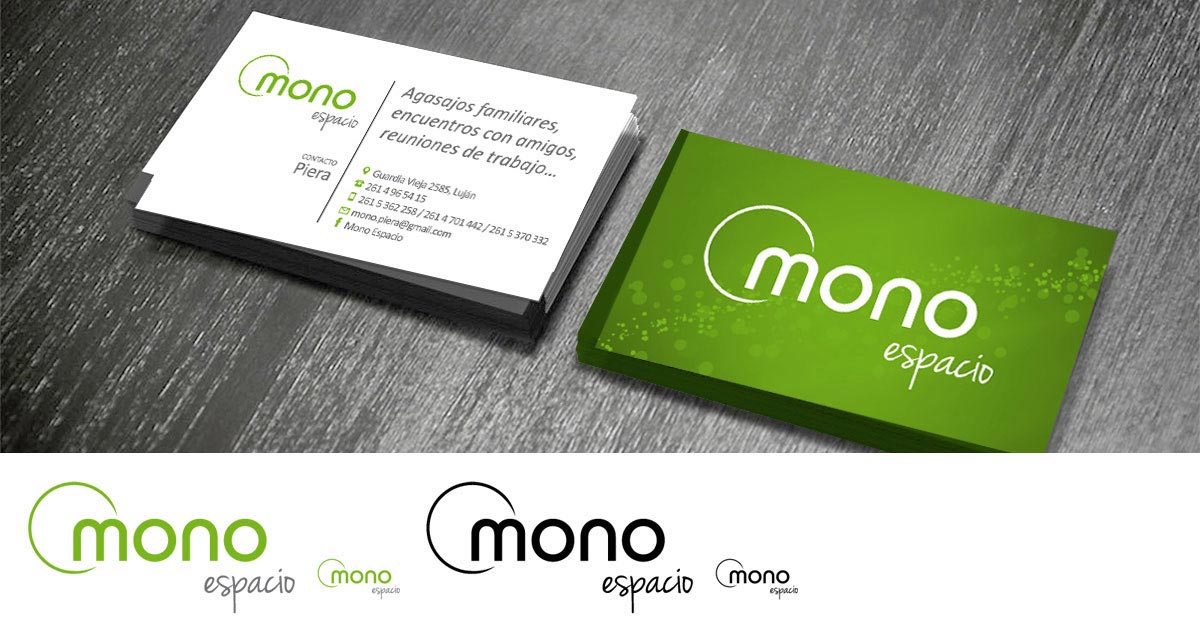 mono
espacio
CONTACTO
Piera
Agasajos familiares,
encuentros con amigos,
reuniones de trabajo...
Guardia Vieja 2585, Luján
261 4 96 54 15
261 5 362 258 / 261 4 701 442 / 261 5 370 332
mono.piera@gmail.com
Mono Espacio
mono
espacio
mono
espacio
mono
espacio
mono
espacio
mono
espacio